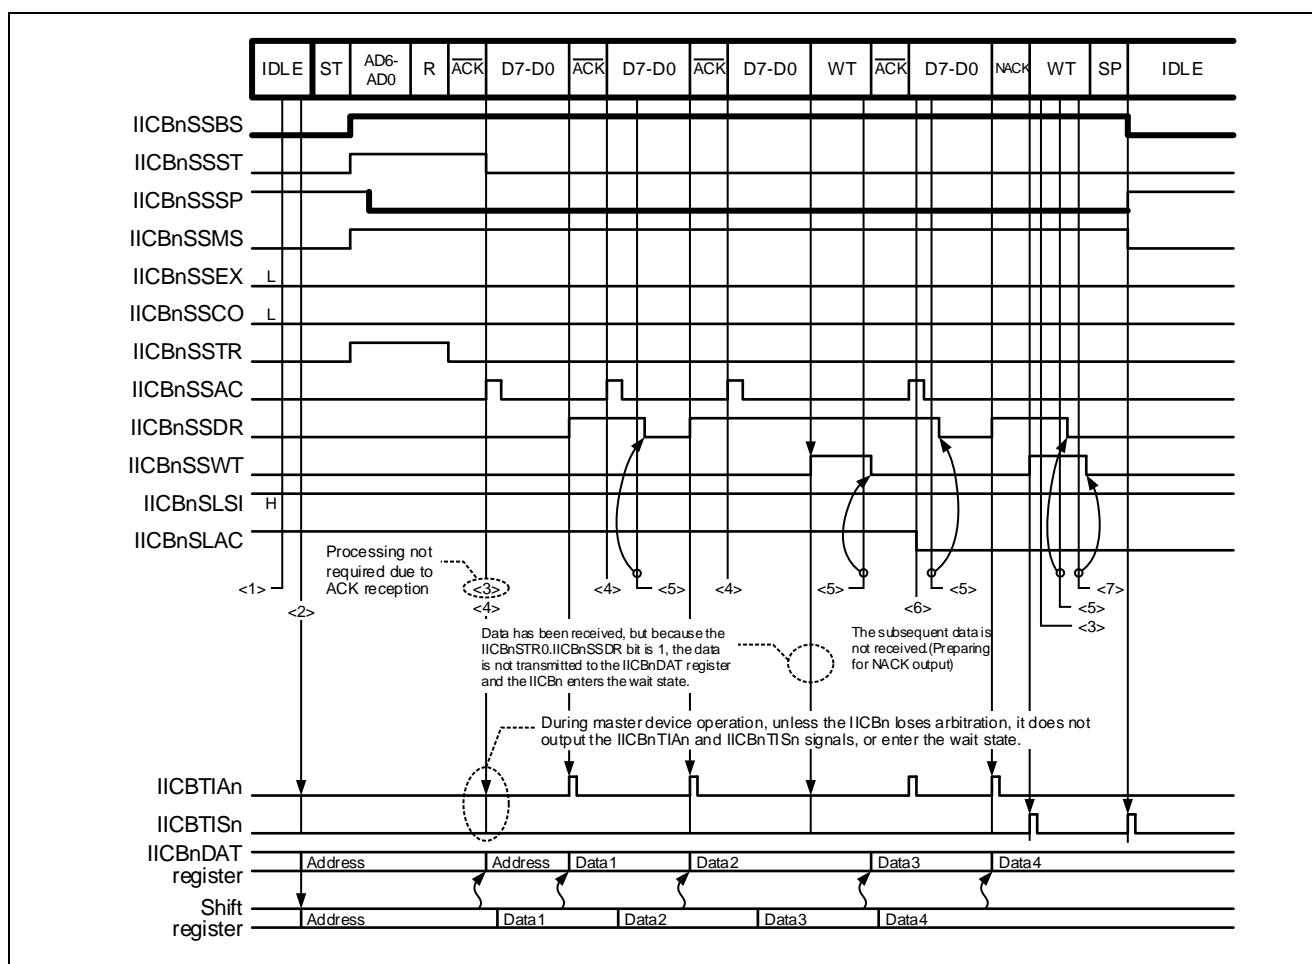 IDLE ST AD6- R ACK D7-D0 ACK D7-D0 ACK D7-D0 WT ACK D7-D0 NACK WT SP IDLE
AD0
IICBnSSBS
IICBnSSST
IICBnSSSP
IICBnSSMS
IICBnSSEX L
IICBnSSCO L
IICBnSSTR
IICBnSSAC
IICBnSSDR
IICBnSSWT
IICBnSLSI H
IICBnSLAC
Processing not
required due to
ACK reception
<1> <3> <4> <5> <4> <5> <5> <7>
<2> <4> <6> <5>
<3>
Data has been received, but because the
IICBnSTR0.IICBnSSDR bit is 1, the data
is not transmitted to the IICBnDAT register
and the IICBn enters the wait state.
The subsequent data is
not received.(Preparing
for NACK output)
During master device operation, unless the IICBn loses arbitration, it does not
output the IICBnTIAn and IICBnTISn signals, or enter the wait state.
IICBTIAn
IICBTISn
IICBnDAT
register
Address Address Data1 Data2 Data3 Data4
Shift
register
Address Data1 Data2 Data3 Data4